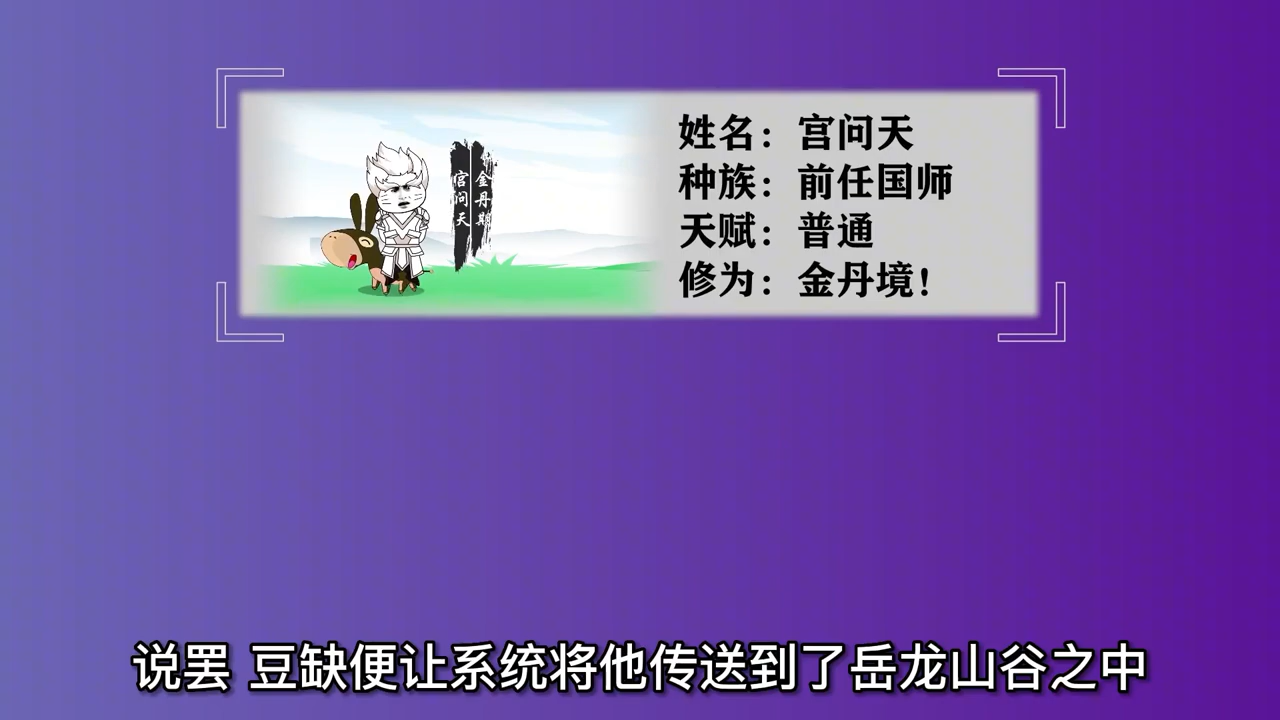 金丹期
宫问天
姓名：宫问天
种族：前任国师
天赋：普通
修为：金丹境！
说罢 豆缺便让系统将他传送到了岳龙山谷之中